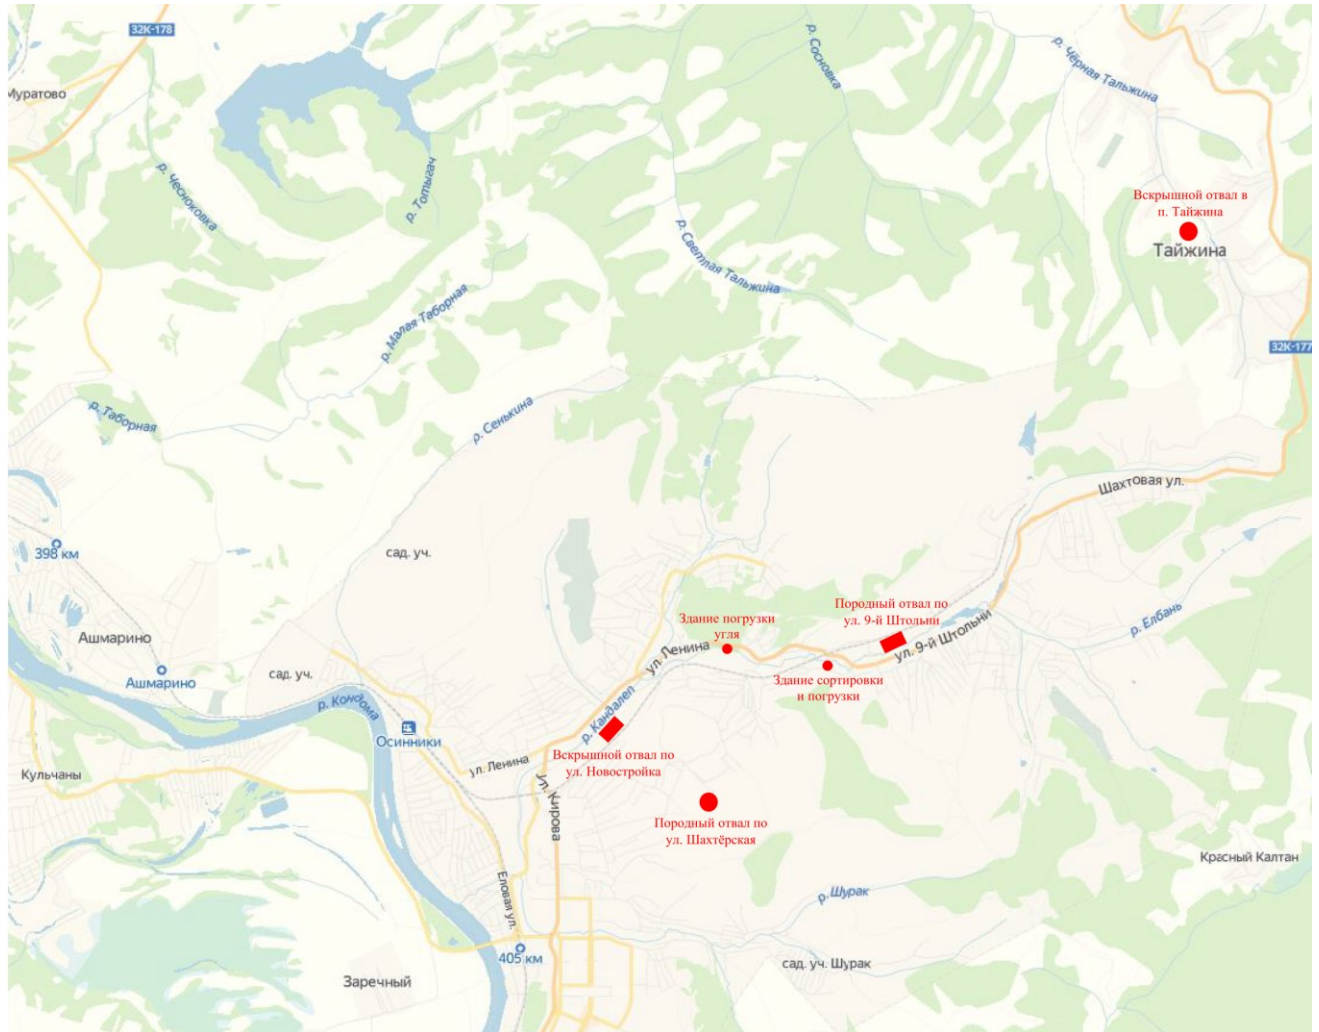 32К-178
Муратово
р. Сосновка
р. Чёрная Тальжина
р. Чесноковка
р. Тотыгач
Вскрышной отвал в
п. Тайжина
Тайжина
р. Светлая Тальжина
р. Малая Таборная
32К-177
р. Таборная
р. Сенькина
Шахтовая ул.
398 км
сад. уч.
Породный отвал по
ул. 9-й Штольни
Здание погрузки
угля
р. Елбань
Ашмарино
ул. 9-й Штольни
ул. Ленина
сад. уч.
Ашмарино
Здание сортировки
и погрузки
р. Кондома
р. Кандалеп
Осинники
Вскрышной отвал по
ул. Новостройка
ул. Ленина
Кульчаны
ул. Кирова
Породный отвал по
ул. Шахтёрская
Красный Калтан
Еловая ул.
р. Шурак
405 км
сад. уч. Шурак
Заречный